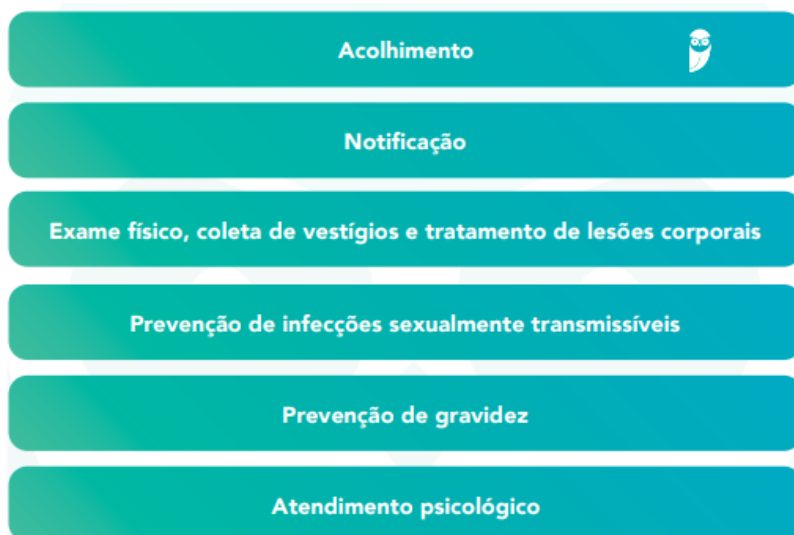 Acolhimento
Notificação
Exame físico, coleta de vestígios e tratamento de lesões corporais
Prevenção de infecções sexualmente transmissíveis
Prevenção de gravidez
Atendimento psicológico